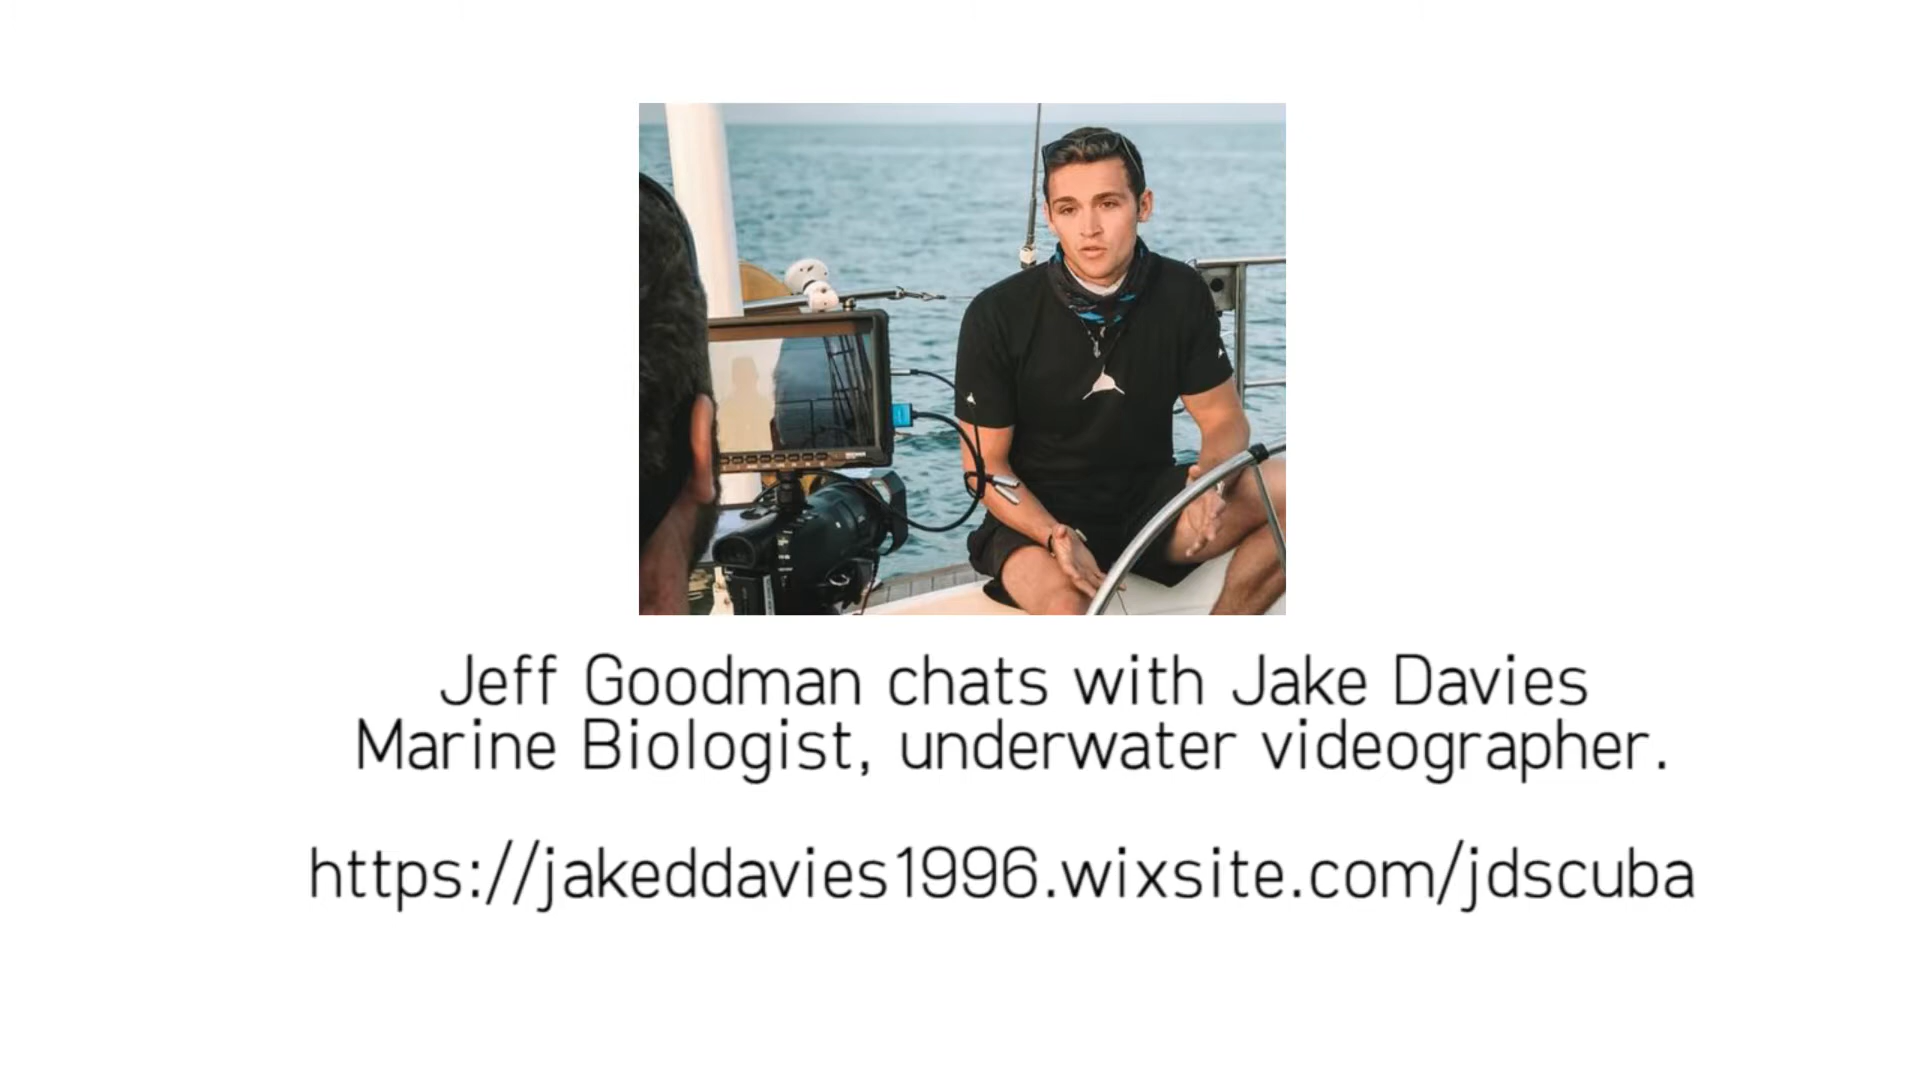 Jeff Goodman chats with Jake Davies
Marine Biologist, underwater videographer.
https://jakeddavies1996.wixsite.com/jdscuba